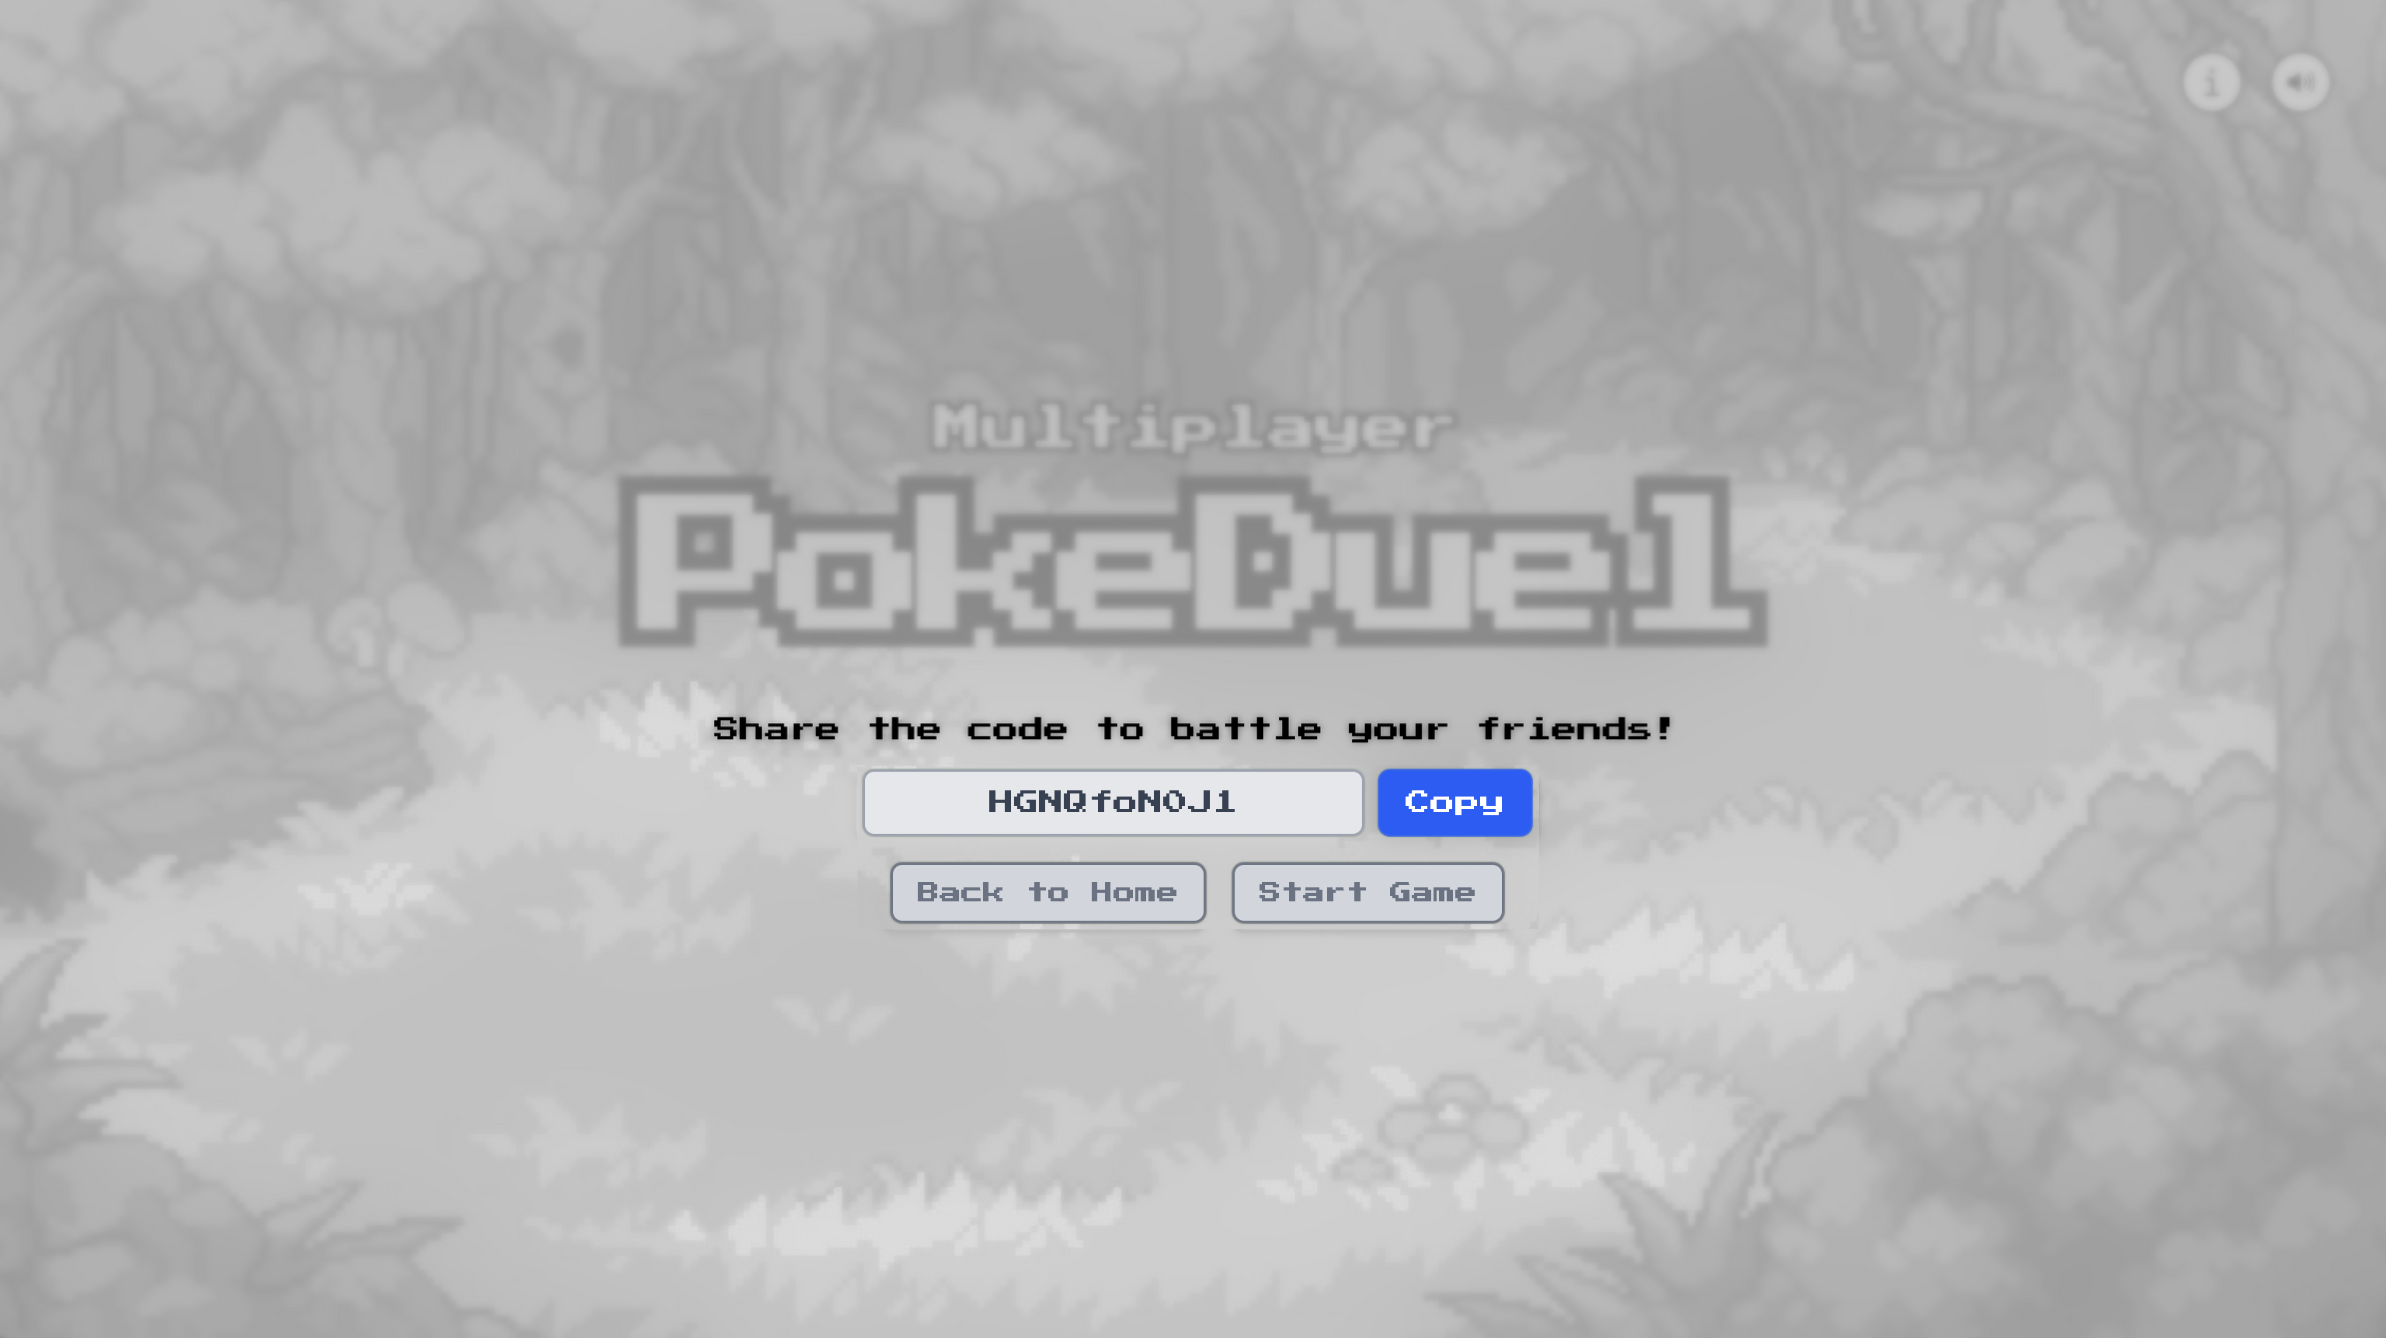 Multiplayer
PokeDuel
Share the code to battle your friends!
HGNQfoNOJ1
Copy
Back to Home
Start Game